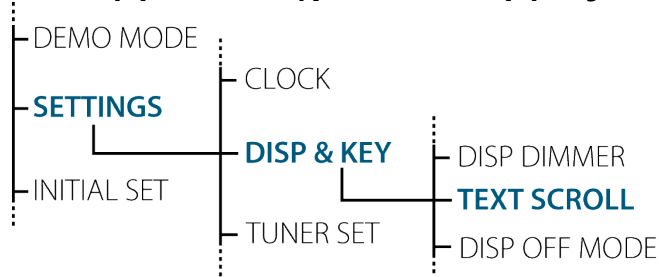 DEMO MODE
SETTINGS
INITIAL SET
CLOCK
DISP & KEY
TUNER SET
DISP DIMMER
TEXT SCROLL
DISP OFF MODE